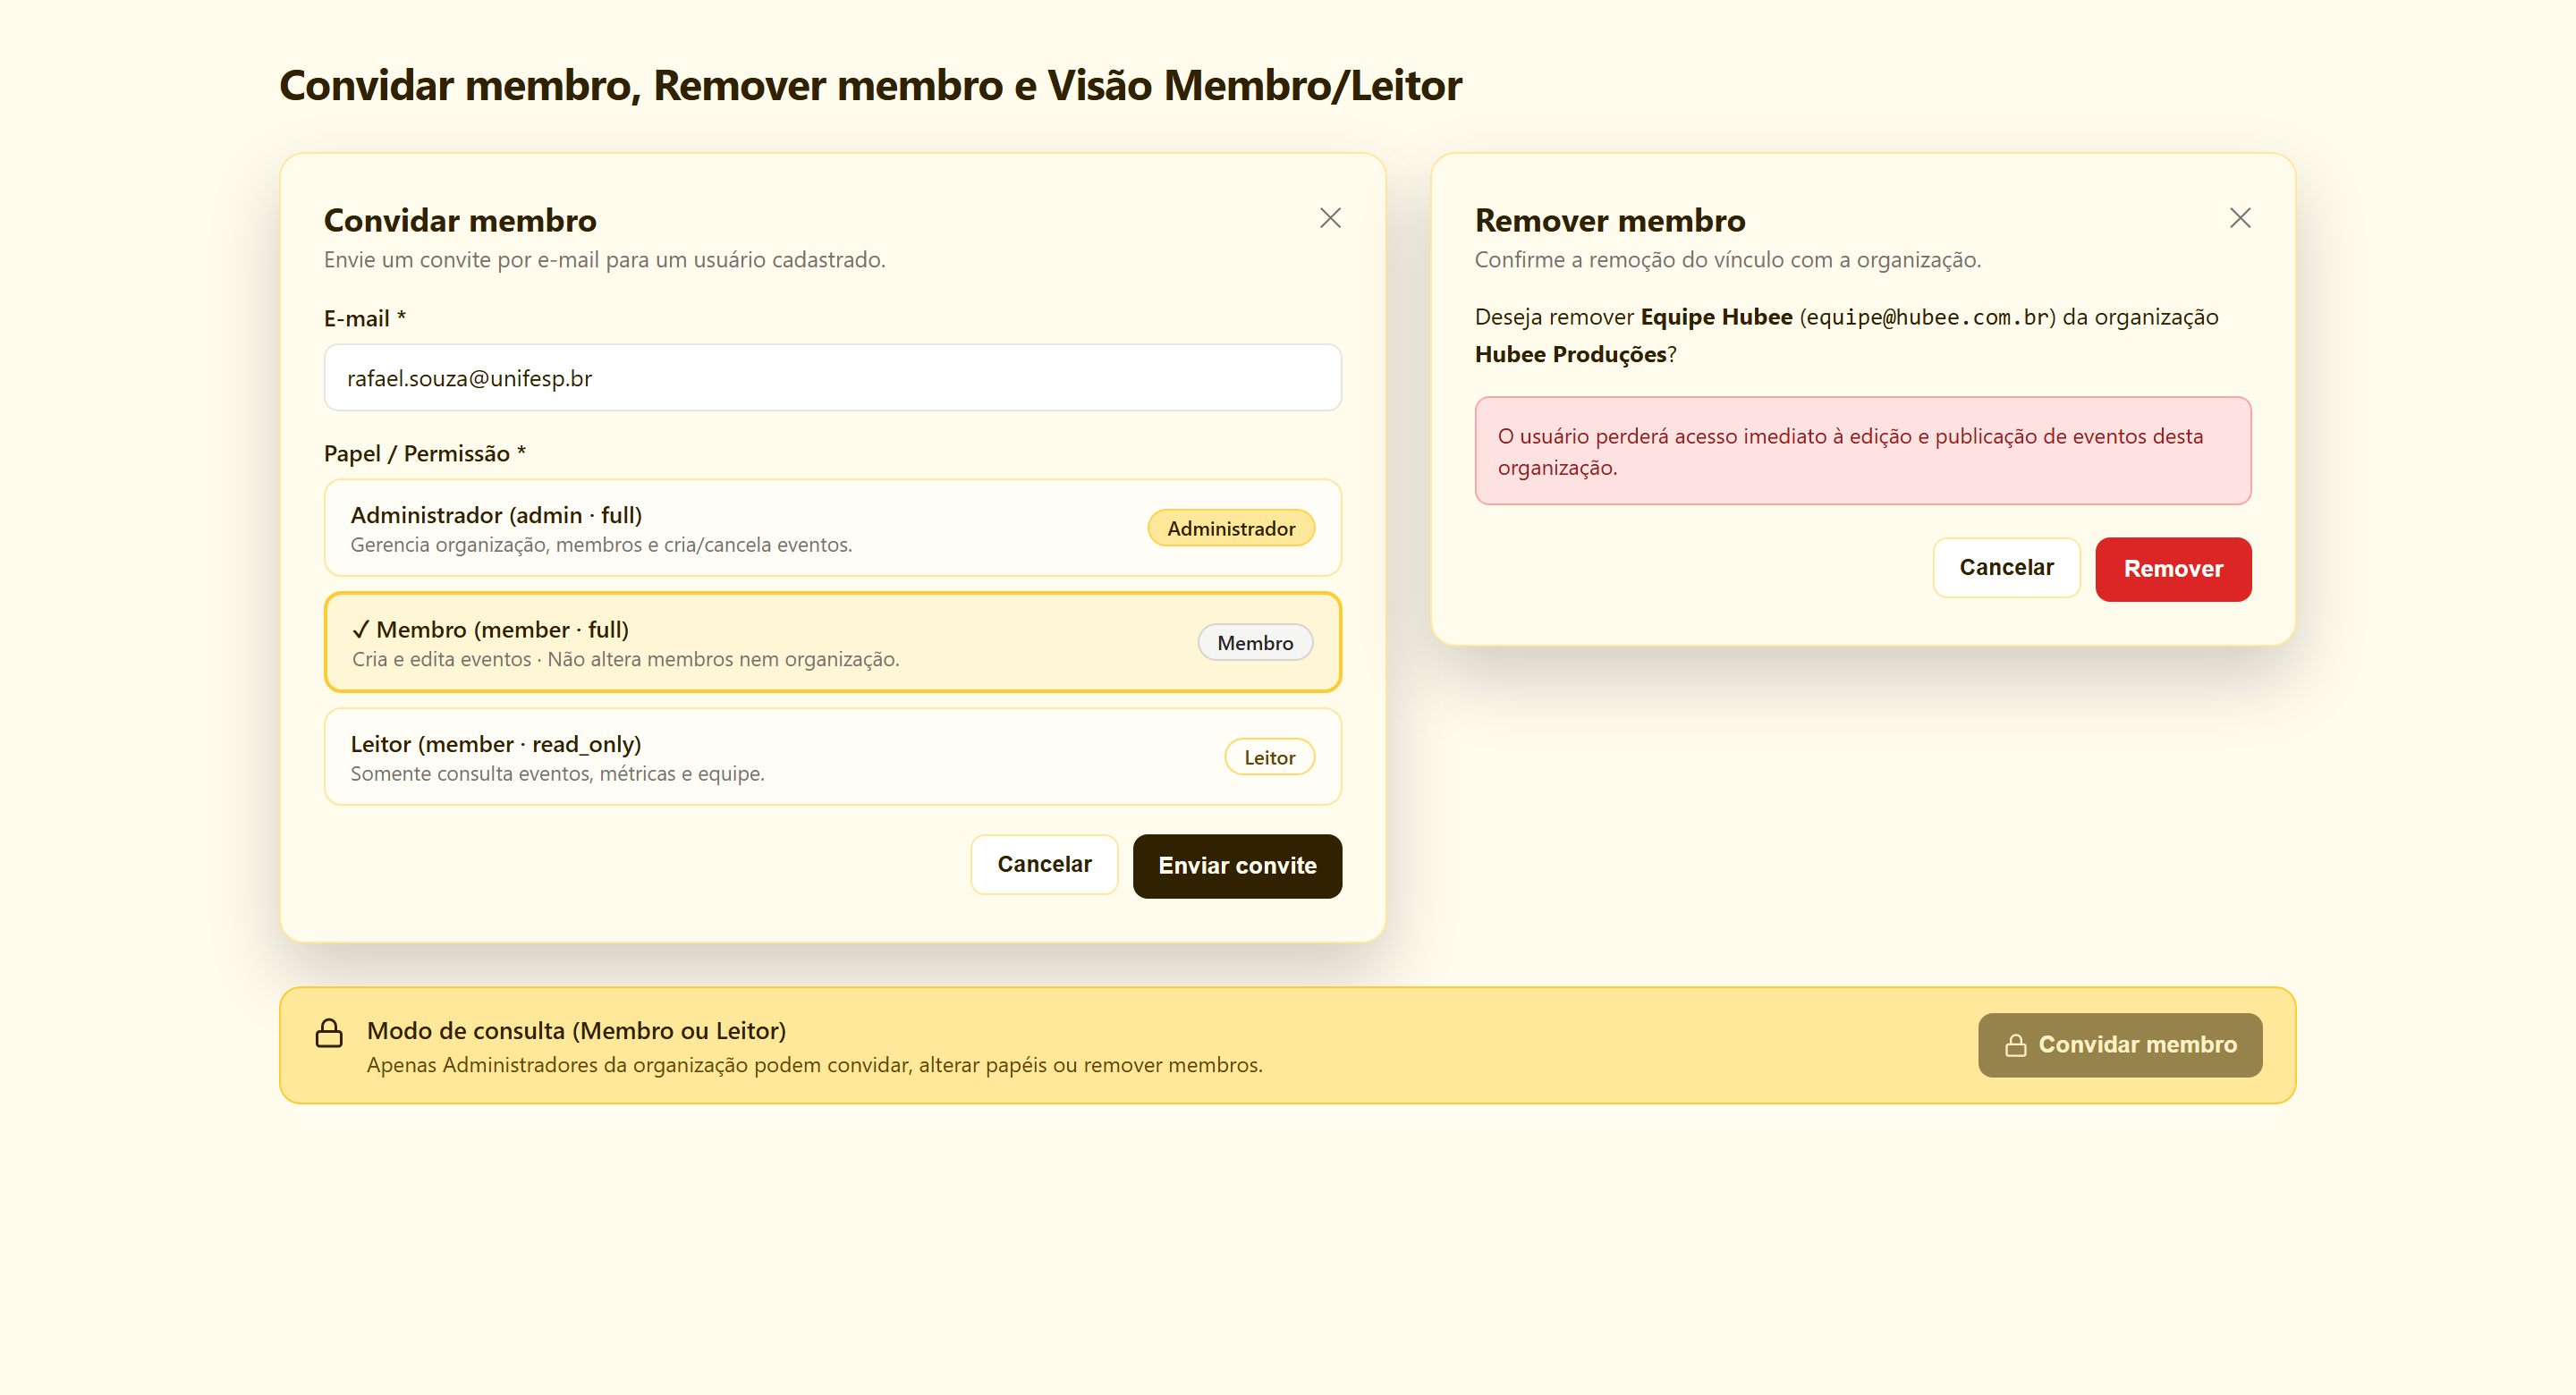 Convidar membro, Remover membro e Visão Membro/Leitor
Convidar membro
Envie um convite por e-mail para um usuário cadastrado.
E-mail *
rafael.souza@unifesp.br
Papel / Permissão *
Administrador (admin · full)
Gerencia organização, membros e cria/cancela eventos.
Administrador
✓ Membro (member · full)
Cria e edita eventos · Não altera membros nem organização.
Membro
Leitor (member · read_only)
Somente consulta eventos, métricas e equipe.
Leitor
Cancelar
Enviar convite
Remover membro
Confirme a remoção do vínculo com a organização.
Deseja remover Equipe Hubee (equipe@hubee.com.br) da organização
Hubee Produções?
O usuário perderá acesso imediato à edição e publicação de eventos desta
organização.
Cancelar
Remover
Modo de consulta (Membro ou Leitor)
Apenas Administradores da organização podem convidar, alterar papéis ou remover membros.
Convidar membro